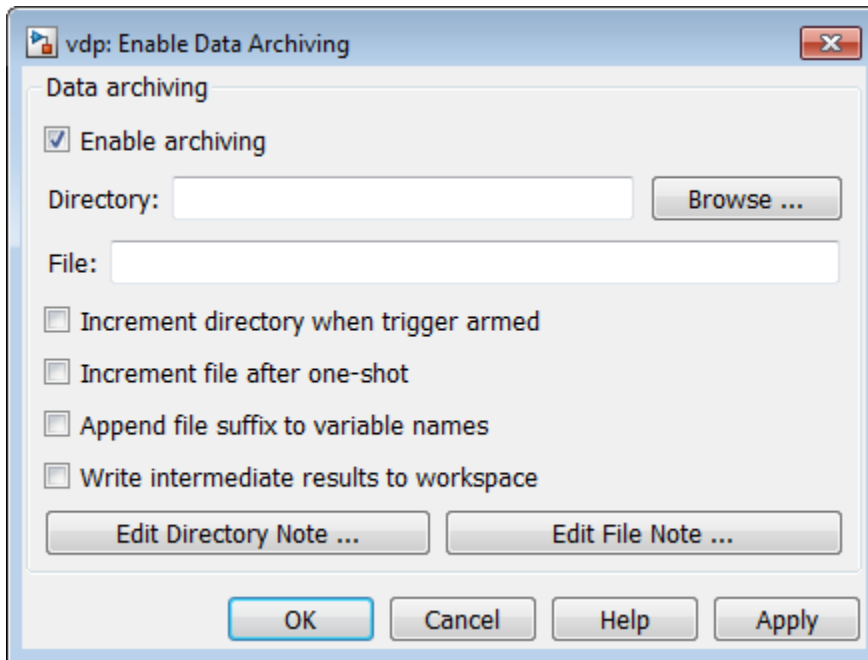 vdp: Enable Data Archiving
Data archiving
Enable archiving
Directory: Browse ...
File:
Increment directory when trigger armed
Increment file after one-shot
Append file suffix to variable names
Write intermediate results to workspace
Edit Directory Note ... Edit File Note ...
OK Cancel Help Apply